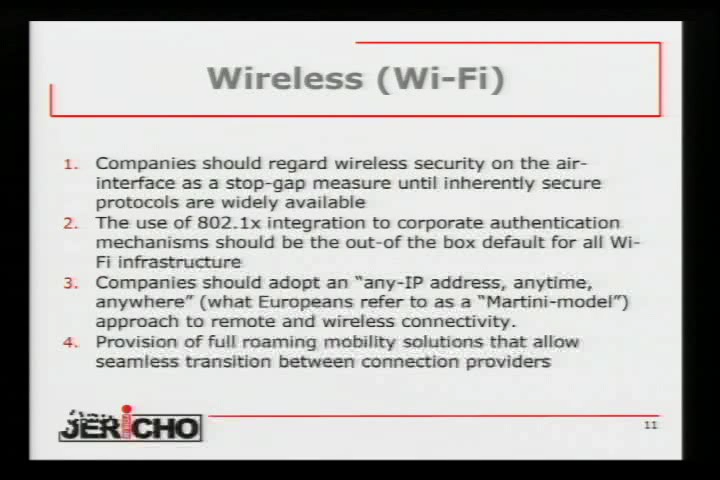 Wireless (Wi-Fi)
1. Companies should regard wireless security on the air-
interface as a stop-gap measure until inherently secure
protocols are widely available
2. The use of 802.1x integration to corporate authentication
mechanisms should be the out-of the box default for all Wi-
Fi infrastructure
3. Companies should adopt an “any-IP address, anytime,
anywhere” (what Europeans refer to as a “Martini-model”)
approach to remote and wireless connectivity.
4. Provision of full roaming mobility solutions that allow
seamless transition between connection providers
JERiCHO
11